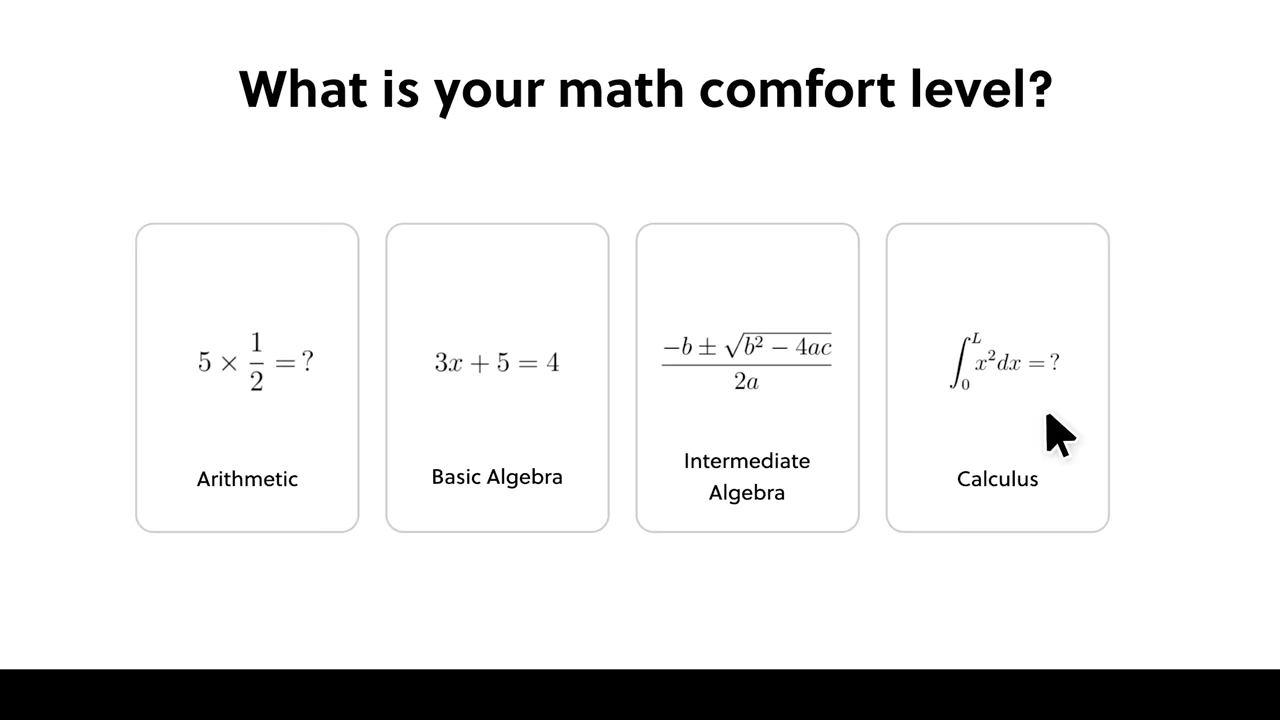 What is your math comfort level?
5 × 1/2 = ?
Arithmetic
3x + 5 = 4
Basic Algebra
−b ± √(b² − 4ac)
2a
Intermediate
Algebra
∫₀ᴸ x²dx = ?
Calculus